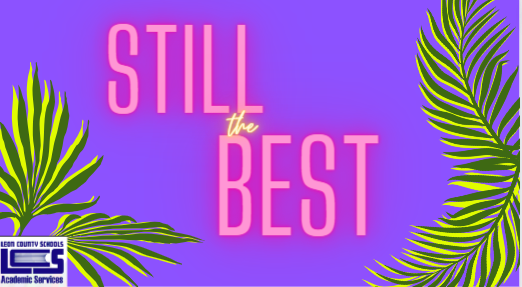 STILL
the
BEST
LEON COUNTY SCHOOLS
LCS
Academic Services